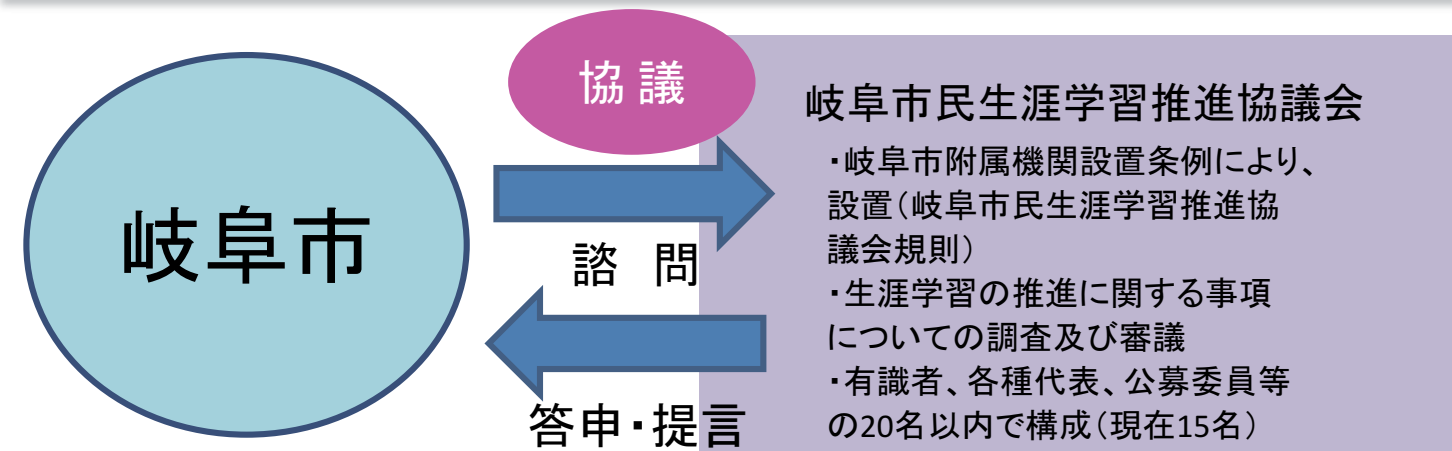 岐阜市
協 議
諮 問
答申・提言
岐阜市民生涯学習推進協議会
・岐阜市附属機関設置条例により、
設置(岐阜市民生涯学習推進協
議会規則)
・生涯学習の推進に関する事項
についての調査及び審議
・有識者、各種代表、公募委員等
の20名以内で構成(現在15名)